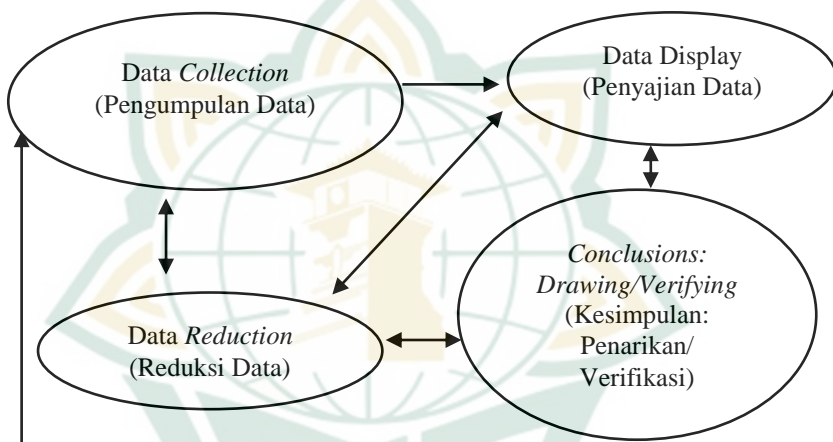 Data Collection
(Pengumpulan Data)
Data Display
(Penyajian Data)
Conclusions:
Drawing/Verifying
(Kesimpulan:
Penarikan/
Verifikasi)
Data Reduction
(Reduksi Data)